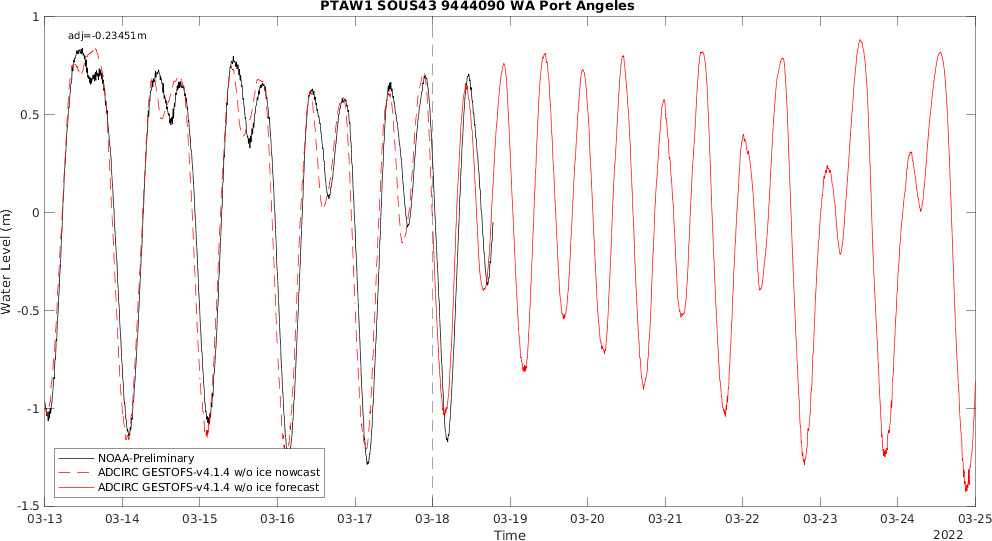 PTAW1 SOUS43 9444090 WA Port Angeles
adj=-0.23451m
1
0.5
0
-0.5
-1
-1.5
Water Level (m)
NOAA-Preliminary
ADCIRC GESTOFS-v4.1.4 w/o ice nowcast
ADCIRC GESTOFS-v4.1.4 w/o ice forecast
03-13 03-14 03-15 03-16 03-17 03-18 03-19 03-20 03-21 03-22 03-23 03-24 03-25
Time
2022